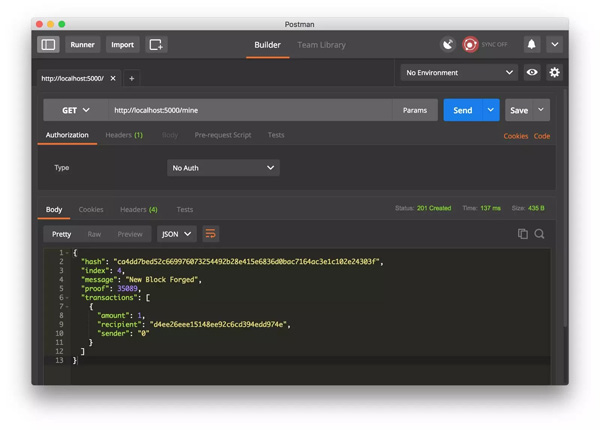 Postman
Runner Import Builder Team Library SYNC OFF
http://localhost:5000/ × + No Environment
GET http://localhost:5000/mine Params Send Save
Authorization Headers (1) Body Pre-request Script Tests Cookies Code
Type No Auth
Body Cookies Headers (4) Tests Status: 201 Created Time: 137 ms Size: 435 B
Pretty Raw Preview JSON
1 {
2 "hash": "ca4dd7bed52c669976073254492b28e415e6836d0bac7164ac3e1c102e24303f",
3 "index": 4,
4 "message": "New Block Forged",
5 "proof": 35089,
6 "transactions": [
7 {
8 "amount": 1,
9 "recipient": "d4ee26eee15148ee92c6cd394edd974e",
10 "sender": "0"
11 }
12 ]
13 }